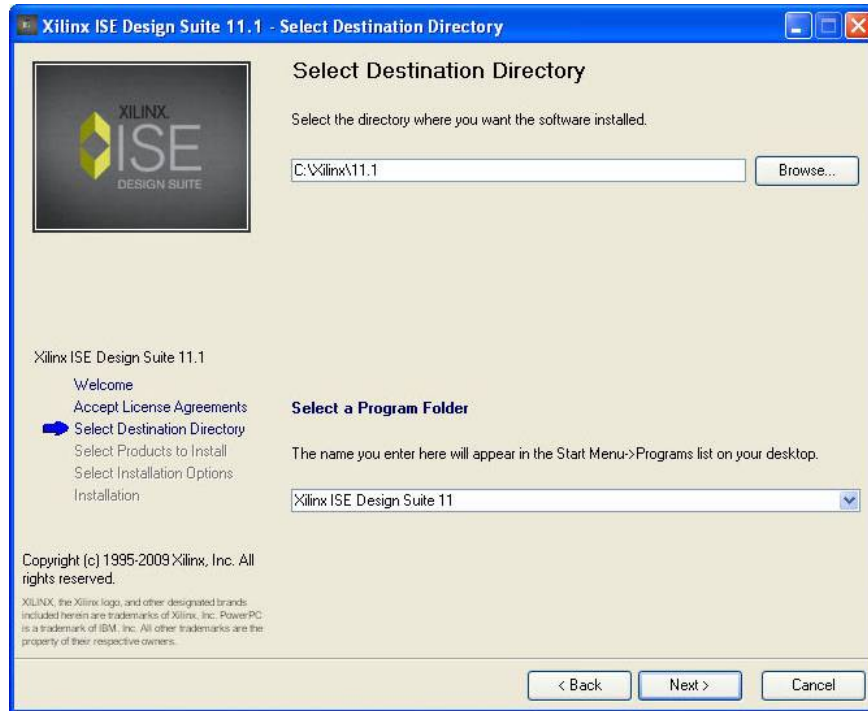 Xilinx ISE Design Suite 11.1 - Select Destination Directory
XILINX
ISE
DESIGN SUITE
Select Destination Directory
Select the directory where you want the software installed.
C:\Xilinx\11.1
Browse...
Xilinx ISE Design Suite 11.1
Welcome
Accept License Agreements
Select Destination Directory
Select Products to Install
Select Installation Options
Installation
Select a Program Folder
The name you enter here will appear in the Start Menu->Programs list on your desktop.
Xilinx ISE Design Suite 11
Copyright (c) 1995-2009 Xilinx, Inc. All
rights reserved.
XILINX, the Xilinx logo, and other designated brands
included herein are trademarks of Xilinx, Inc. PowerPC
is a trademark of IBM, Inc. All other trademarks are the
property of their respective owners.
< Back
Next >
Cancel